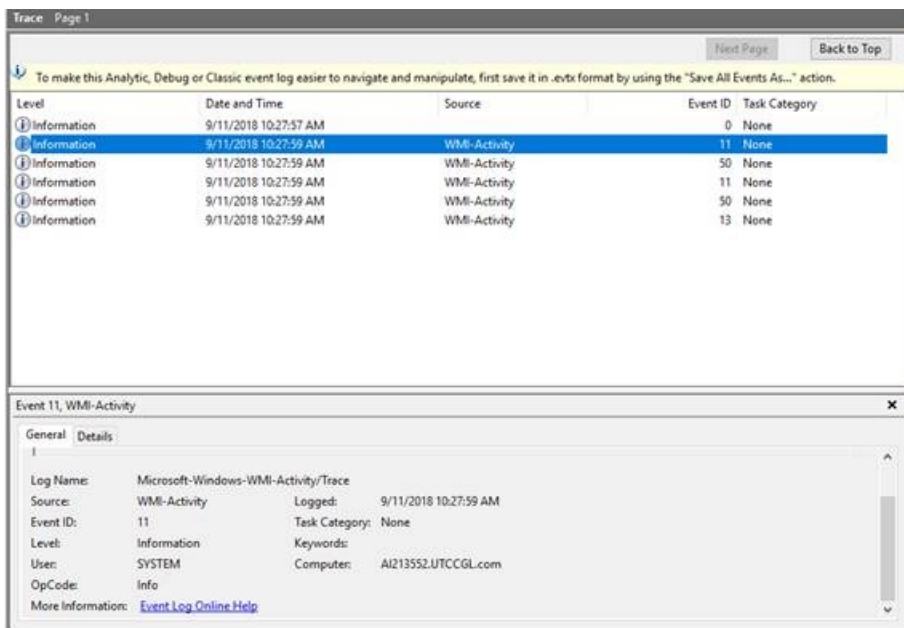 Trace Page 1
Next Page Back to Top
To make this Analytic, Debug or Classic event log easier to navigate and manipulate, first save it in .evtx format by using the "Save All Events As..." action.
Level Date and Time Source Event ID Task Category
Information 9/11/2018 10:27:57 AM 0 None
Information 9/11/2018 10:27:59 AM WMI-Activity 11 None
Information 9/11/2018 10:27:59 AM WMI-Activity 50 None
Information 9/11/2018 10:27:59 AM WMI-Activity 11 None
Information 9/11/2018 10:27:59 AM WMI-Activity 50 None
Information 9/11/2018 10:27:59 AM WMI-Activity 13 None
Event 11, WMI-Activity
General Details
Log Name: Microsoft-Windows-WMI-Activity/Trace
Source: WMI-Activity Logged: 9/11/2018 10:27:59 AM
Event ID: 11 Task Category: None
Level: Information Keywords:
User: SYSTEM Computer: AI213552.UTCCGL.com
OpCode: Info
More Information: Event Log Online Help